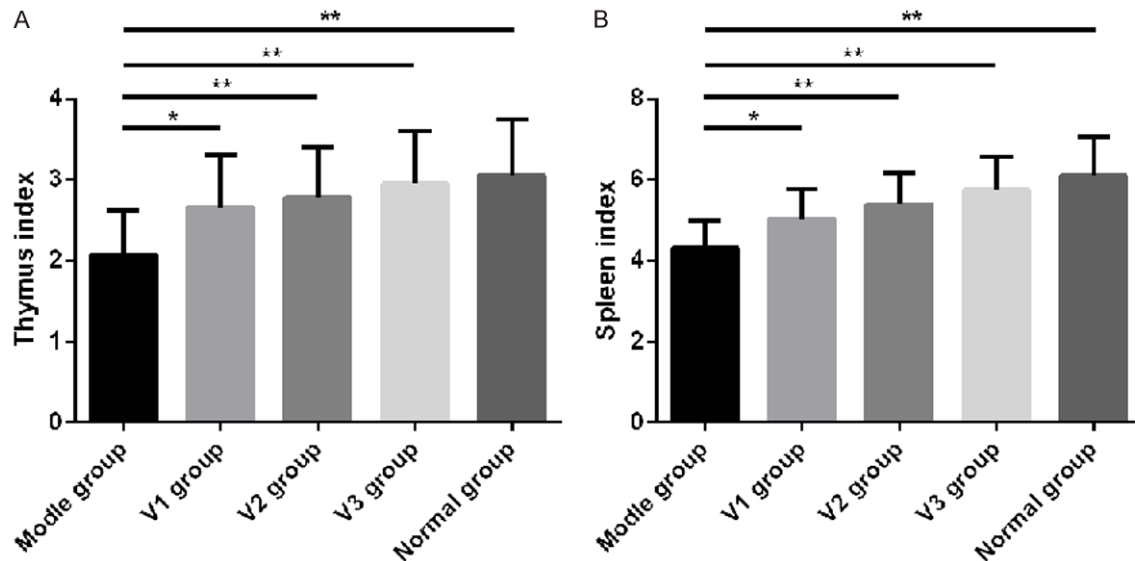 A
**
**
**
*
4
3
2
1
0
Thymus index
Modle group
V1 group
V2 group
V3 group
Normal group
B
**
**
**
*
8
6
4
2
0
Spleen index
Modle group
V1 group
V2 group
V3 group
Normal group